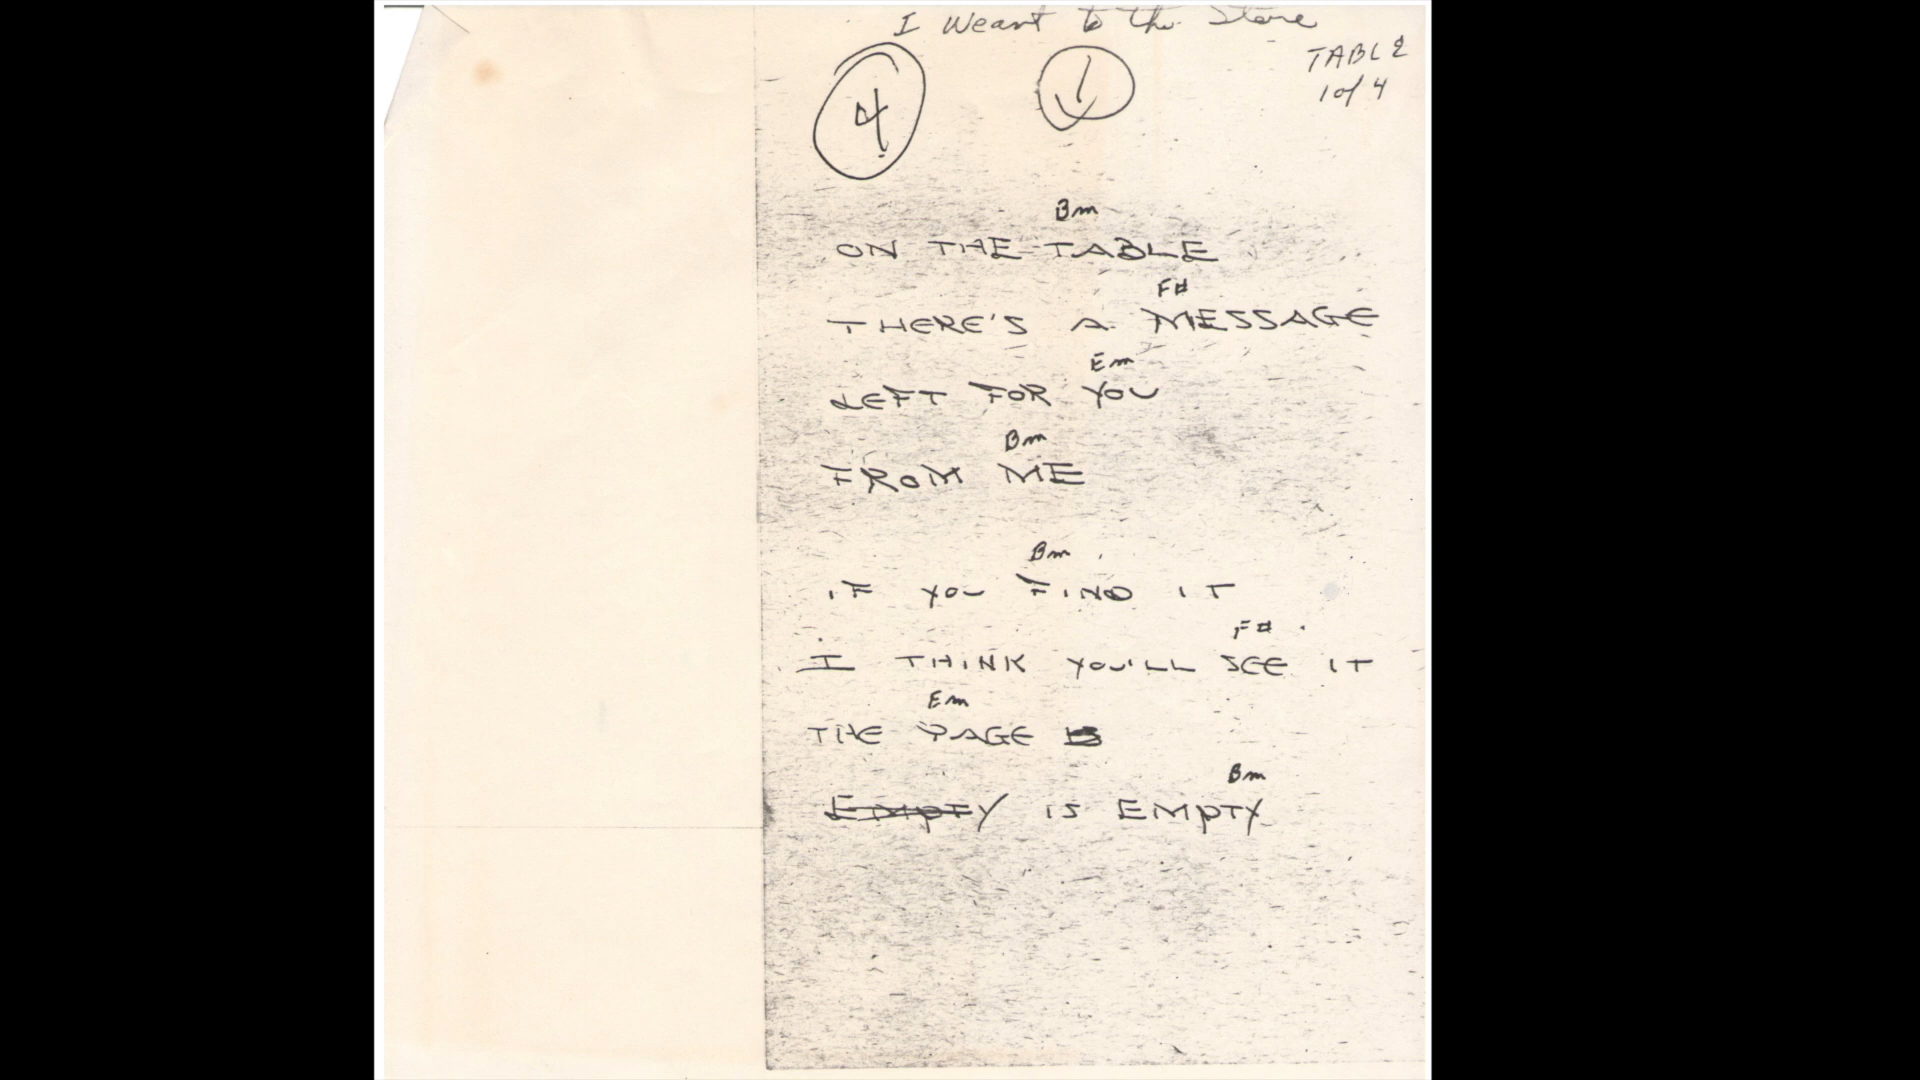 I weant to the Store
TABLE
1 of 4
4
1
Bm
ON THE TABLE
F#
THERE'S A MESSAGE
Em
LEFT FOR YOU
Bm
FROM ME
Bm
IF YOU FIND IT
F#
I THINK YOU'LL SEE IT
Em
THE PAGE
Bm
EMPTY IS EMPTY